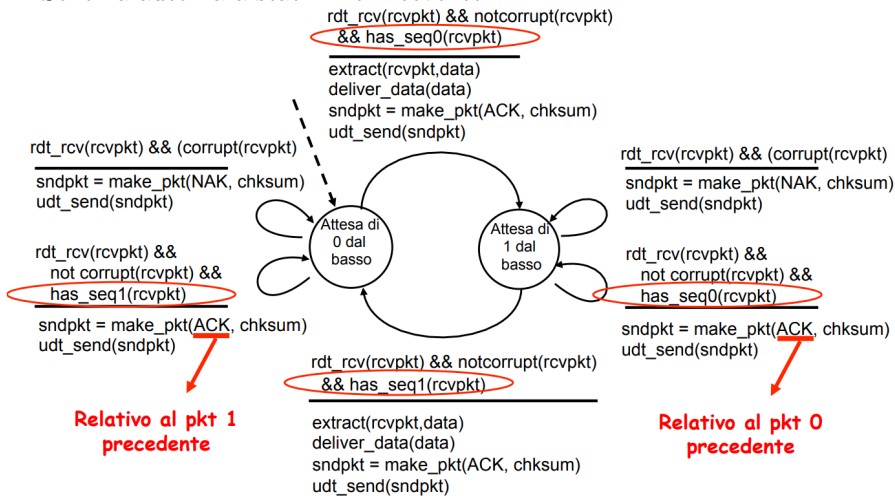 rdt_rcv(rcvpkt) && notcorrupt(rcvpkt)
&& has_seq0(rcvpkt)
extract(rcvpkt,data)
deliver_data(data)
sndpkt = make_pkt(ACK, chksum)
udt_send(sndpkt)
rdt_rcv(rcvpkt) && (corrupt(rcvpkt)
sndpkt = make_pkt(NAK, chksum)
udt_send(sndpkt)
rdt_rcv(rcvpkt) &&
not corrupt(rcvpkt) &&
has_seq1(rcvpkt)
sndpkt = make_pkt(ACK, chksum)
udt_send(sndpkt)
Relativo al pkt 1
precedente
Attesa di
0 dal
basso
Attesa di
1 dal
basso
rdt_rcv(rcvpkt) && (corrupt(rcvpkt)
sndpkt = make_pkt(NAK, chksum)
udt_send(sndpkt)
rdt_rcv(rcvpkt) &&
not corrupt(rcvpkt) &&
has_seq0(rcvpkt)
sndpkt = make_pkt(ACK, chksum)
udt_send(sndpkt)
Relativo al pkt 0
precedente
rdt_rcv(rcvpkt) && notcorrupt(rcvpkt)
&& has_seq1(rcvpkt)
extract(rcvpkt,data)
deliver_data(data)
sndpkt = make_pkt(ACK, chksum)
udt_send(sndpkt)